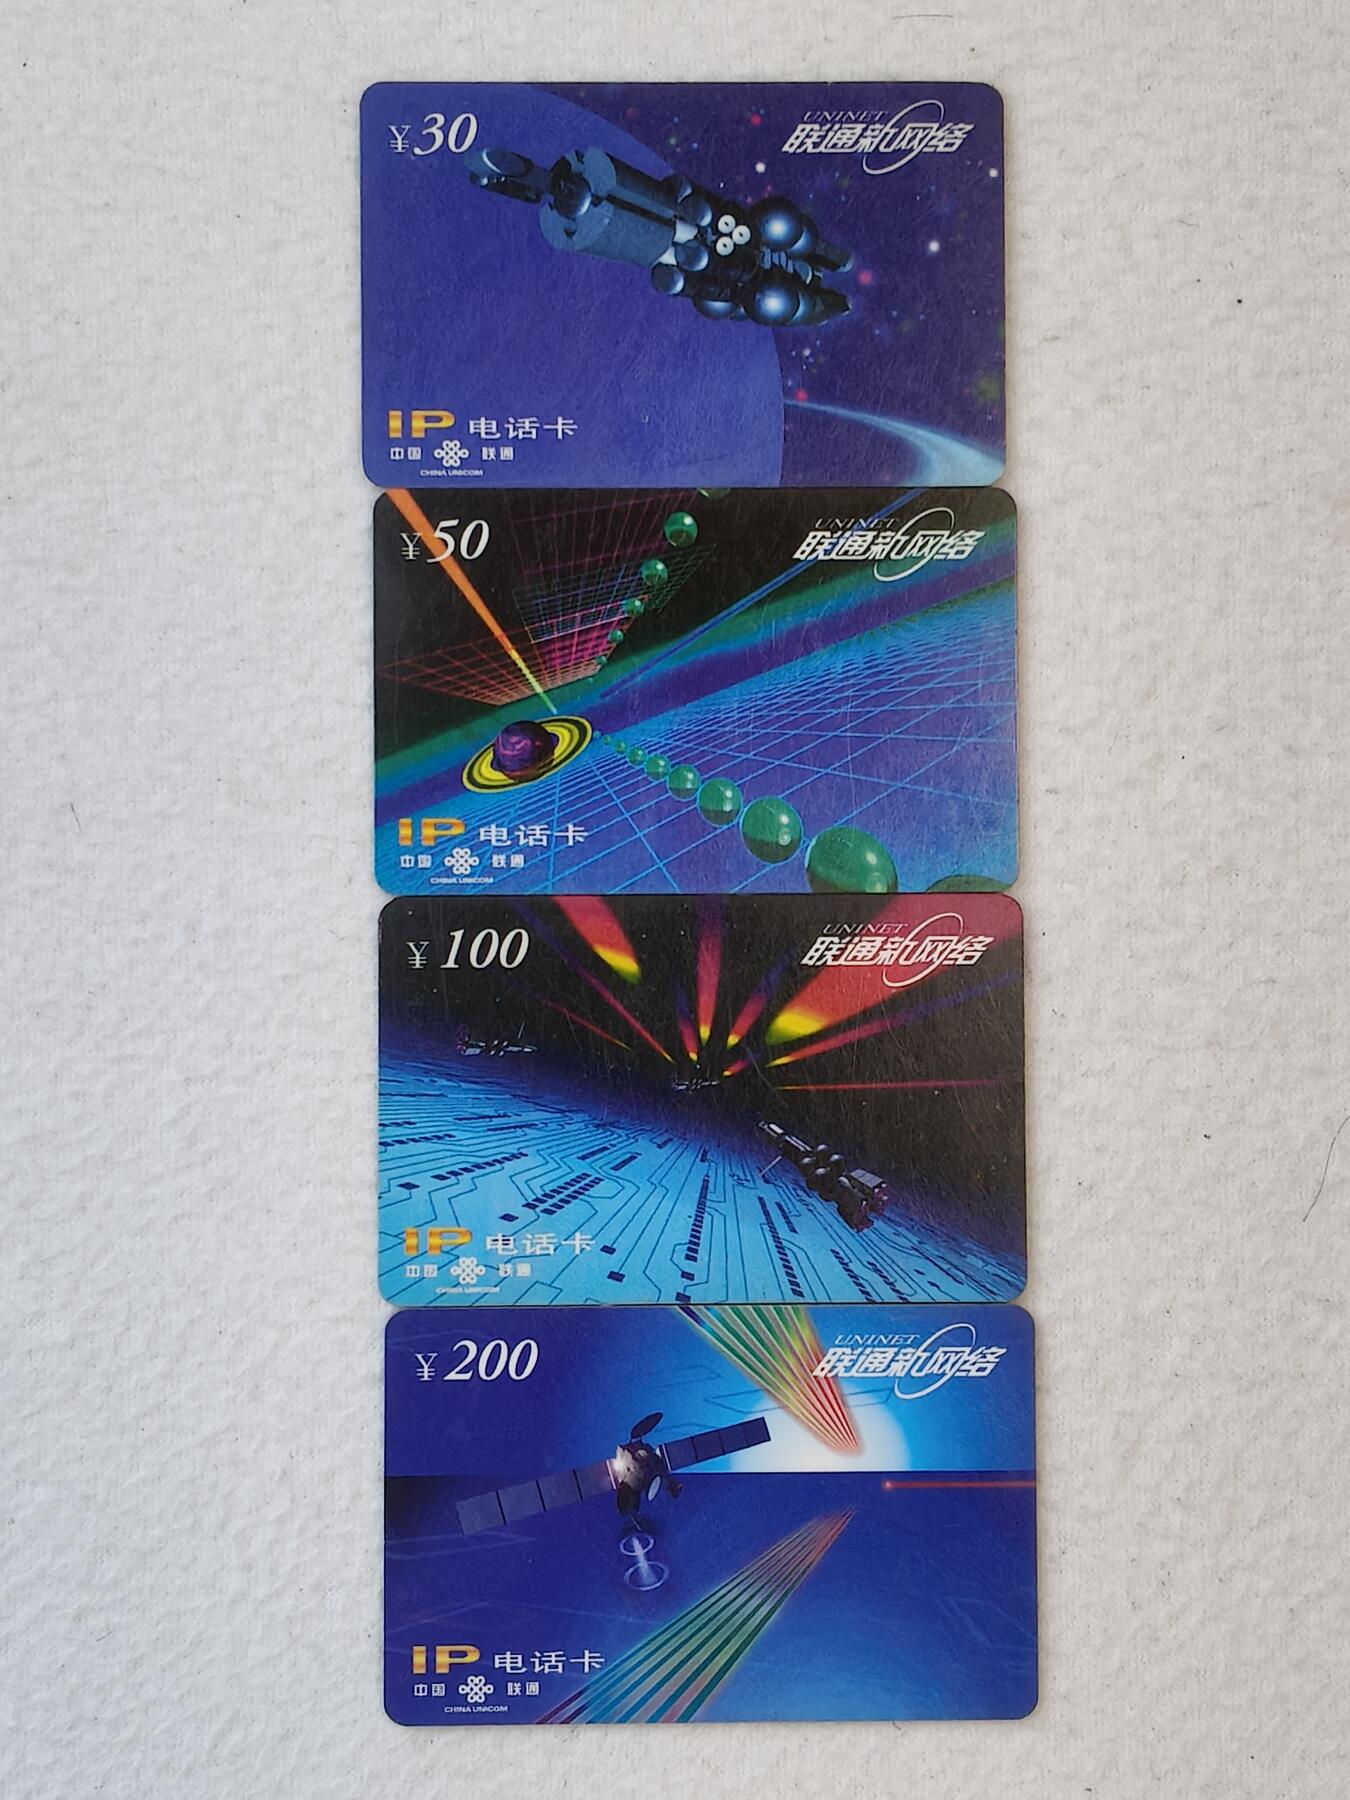 ¥30
UNINET
联通新网络
IP 电话卡
中国 联通
CHINA UNICOM
¥50
UNINET
联通新网络
IP 电话卡
中国 联通
CHINA UNICOM
¥100
UNINET
联通新网络
IP 电话卡
中国 联通
CHINA UNICOM
¥200
UNINET
联通新网络
IP 电话卡
中国 联通
CHINA UNICOM